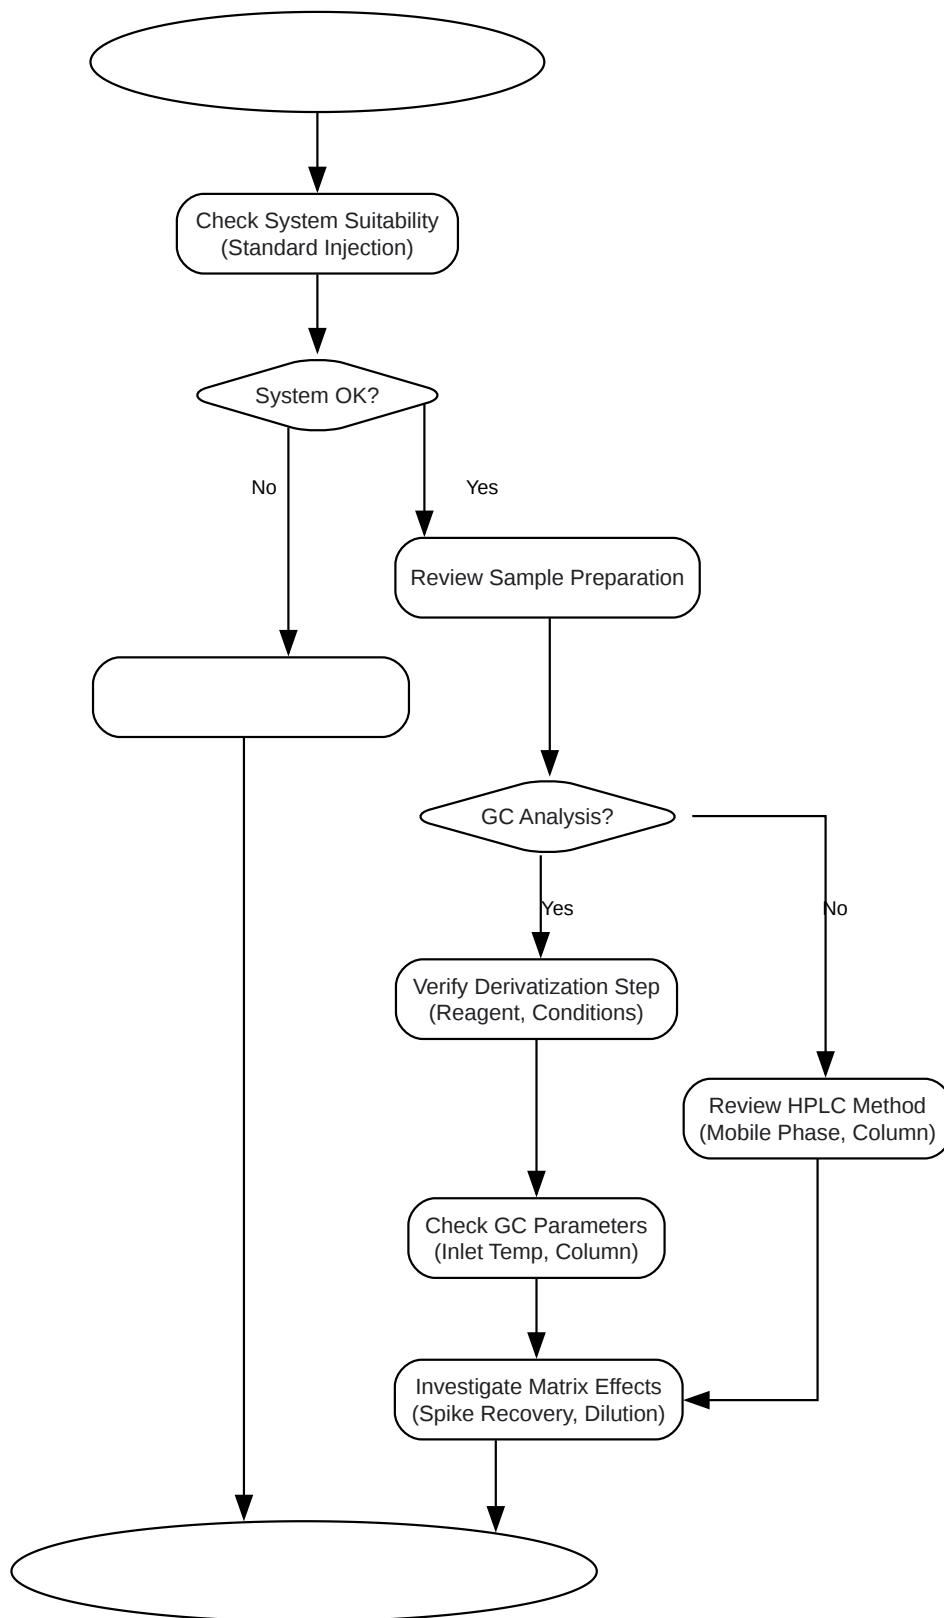 Check System Suitability
(Standard Injection)
System OK?
No
Yes
Review Sample Preparation
GC Analysis?
Yes
No
Verify Derivatization Step
(Reagent, Conditions)
Review HPLC Method
(Mobile Phase, Column)
Check GC Parameters
(Inlet Temp, Column)
Investigate Matrix Effects
(Spike Recovery, Dilution)